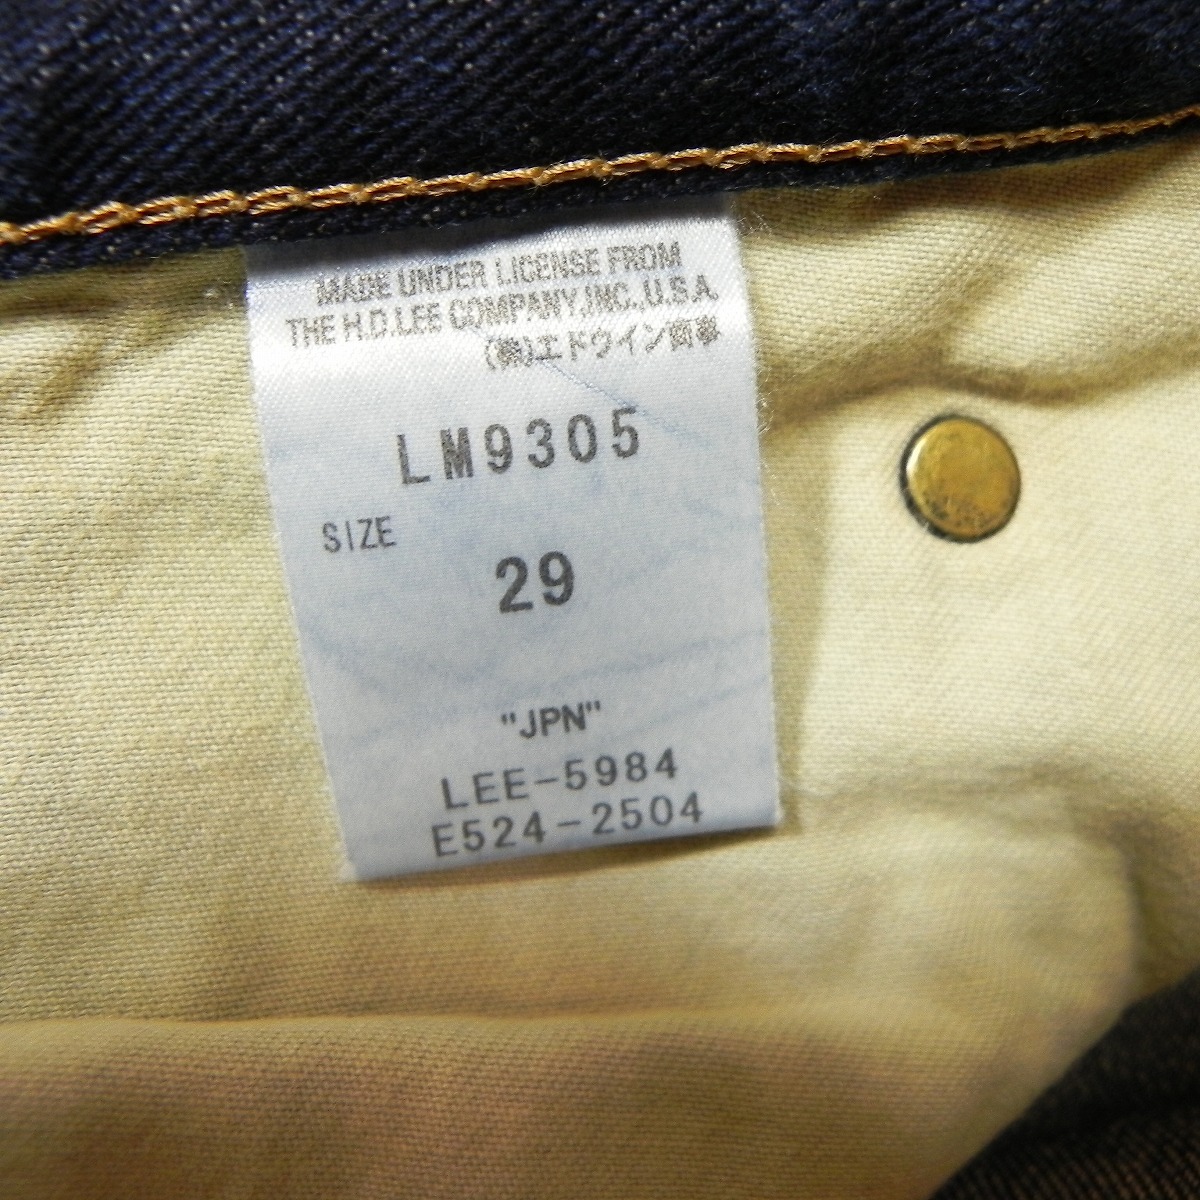 MADE UNDER LICENSE FROM
THE H.D.LEE COMPANY,INC.U.S.A.
(株)エドウイン商事
LM9305
SIZE
29
"JPN"
LEE-5984
E524-2504